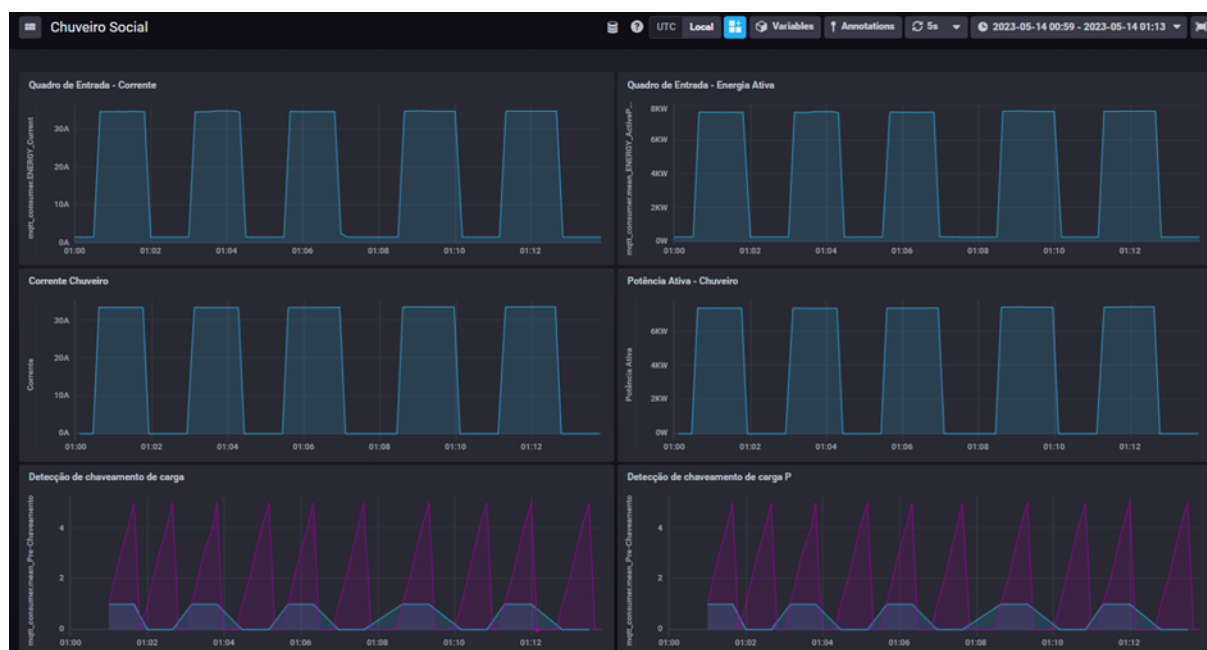 Chuveiro Social
UTC Local Variables Annotations 5s 2023-05-14 00:59 - 2023-05-14 01:13
Quadro de Entrada - Corrente
mqtt_consumer.ENERGY_Current
30A
20A
10A
0A
01:00 01:02 01:04 01:06 01:08 01:10 01:12
Quadro de Entrada - Energia Ativa
mqtt_consumer.mean_ENERGY_ActiveP...
8KW
6KW
4KW
2KW
0W
01:00 01:02 01:04 01:06 01:08 01:10 01:12
Corrente Chuveiro
Corrente
30A
20A
10A
0A
01:00 01:02 01:04 01:06 01:08 01:10 01:12
Potência Ativa - Chuveiro
Potência Ativa
6KW
4KW
2KW
0W
01:00 01:02 01:04 01:06 01:08 01:10 01:12
Detecção de chaveamento de carga
mqtt_consumer.mean_Pre-Chaveamento
4
2
0
01:00 01:02 01:04 01:06 01:08 01:10 01:12
Detecção de chaveamento de carga P
mqtt_consumer.mean_Pre-Chaveamento
4
2
0
01:00 01:02 01:04 01:06 01:08 01:10 01:12